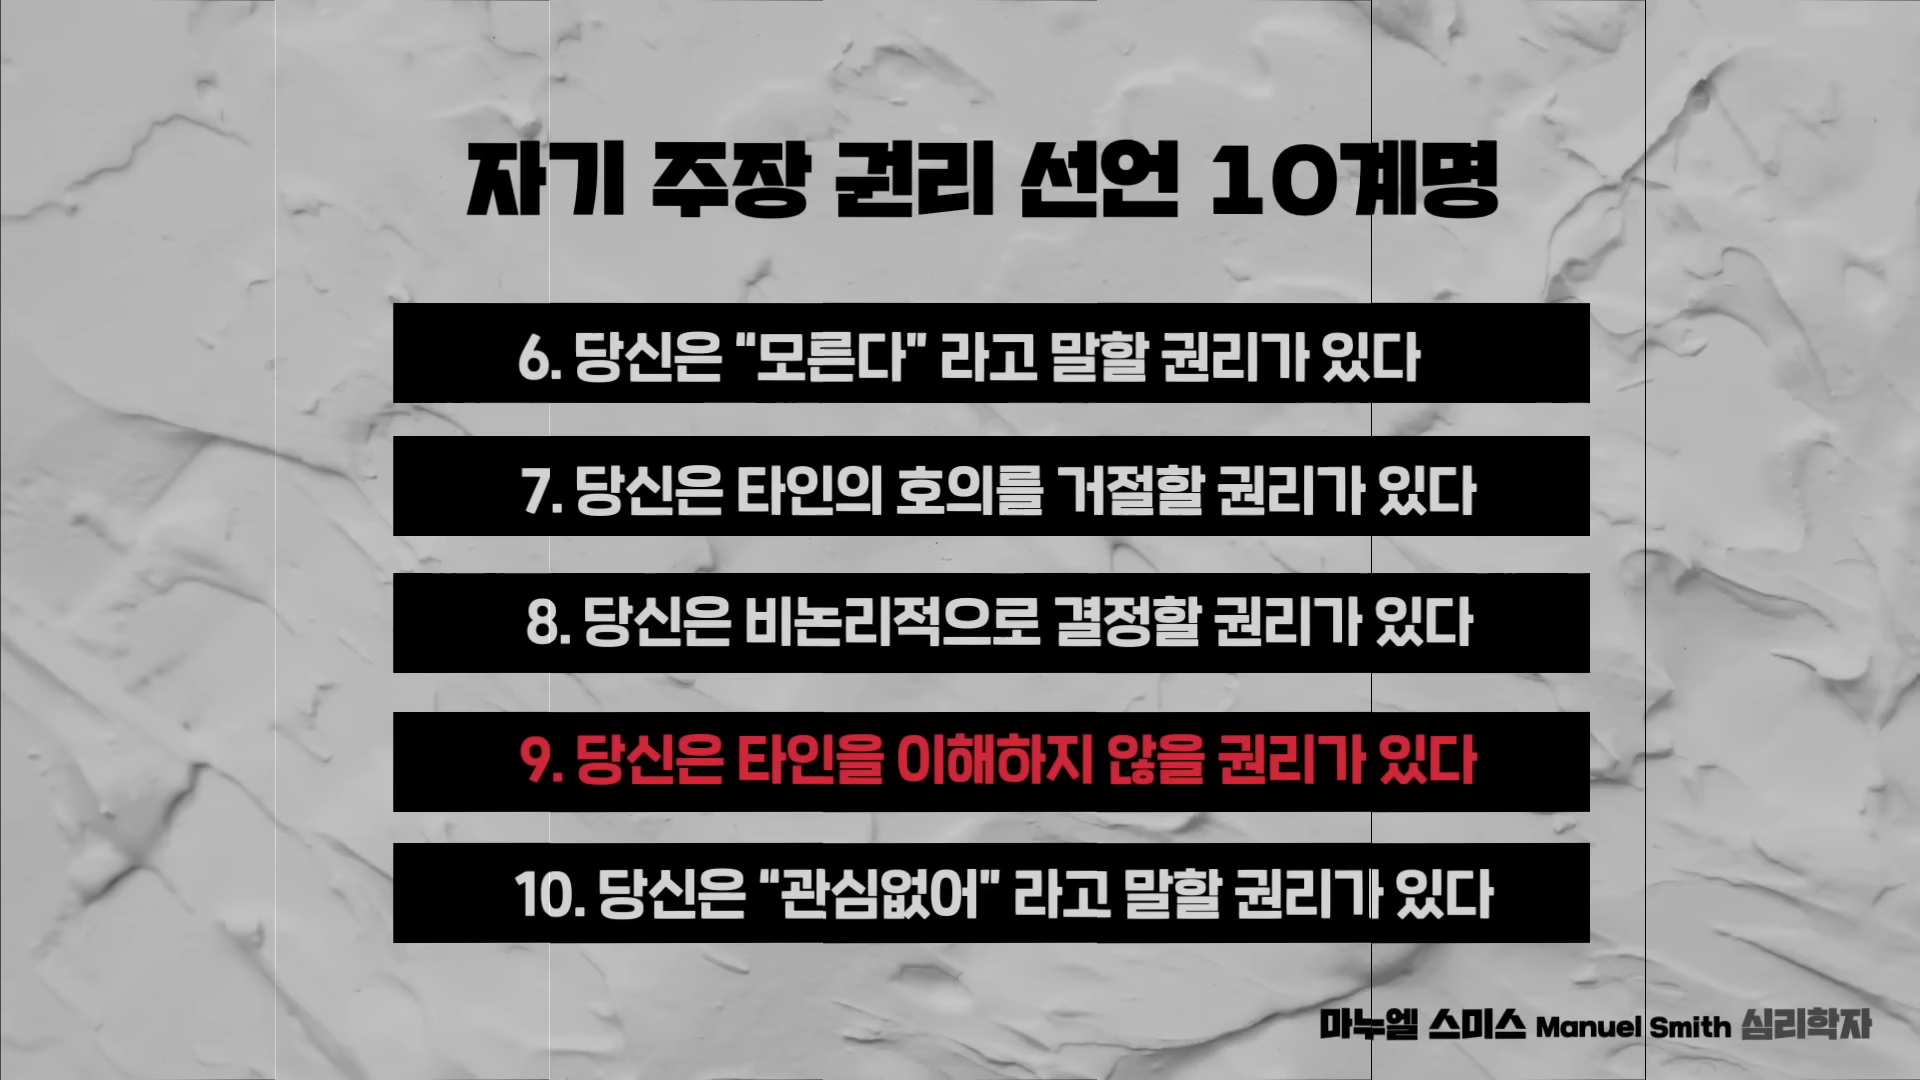 자기 주장 권리 선언 10계명
6. 당신은 “모른다” 라고 말할 권리가 있다
7. 당신은 타인의 호의를 거절할 권리가 있다
8. 당신은 비논리적으로 결정할 권리가 있다
9. 당신은 타인을 이해하지 않을 권리가 있다
10. 당신은 “관심없어” 라고 말할 권리가 있다
마누엘 스미스 Manuel Smith 심리학자